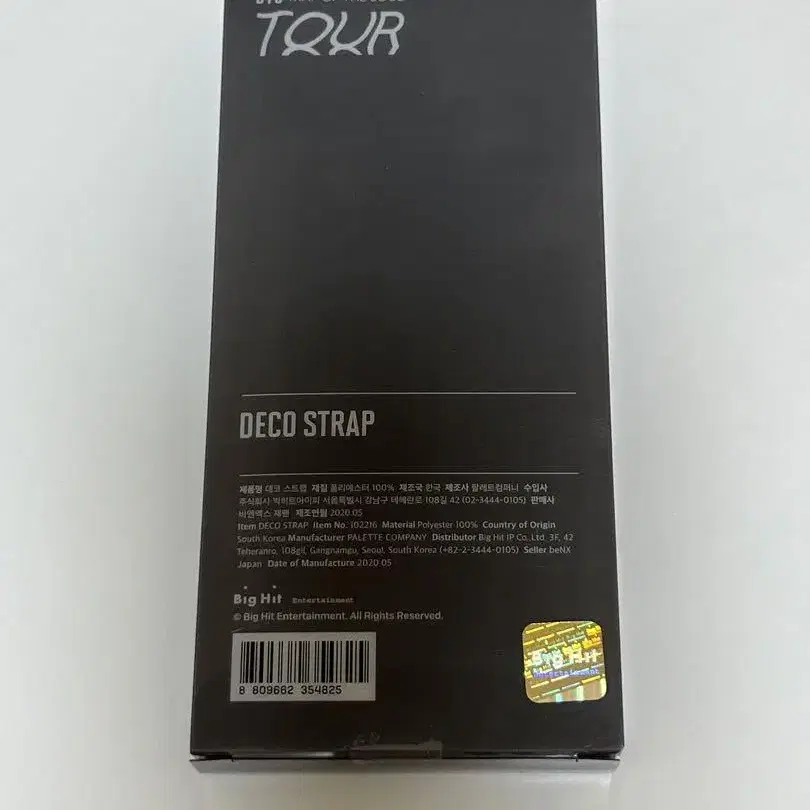 TOUR
DECO STRAP
제품명 데코 스트랩 재질 폴리에스터 100% 제조국 한국 제조사 팔레트컴퍼니 수입사
주식회사 빅히트아이피 서울특별시 강남구 테헤란로 108길 42 (02-3444-0105) 판매사
비엔엑스 재팬 제조연월 2020.05
Item DECO STRAP Item No. 102216 Material Polyester 100% Country of Origin
South Korea Manufacturer PALETTE COMPANY Distributor Big Hit IP Co., Ltd. 3F, 42
Teheranro, 108gil, Gangnamgu, Seoul, South Korea (+82-2-3444-0105) Seller beNX
Japan Date of Manufacture 2020.05
Big Hit Entertainment
© Big Hit Entertainment. All Rights Reserved.
8 809662 354825
Big Hit
Entertainment